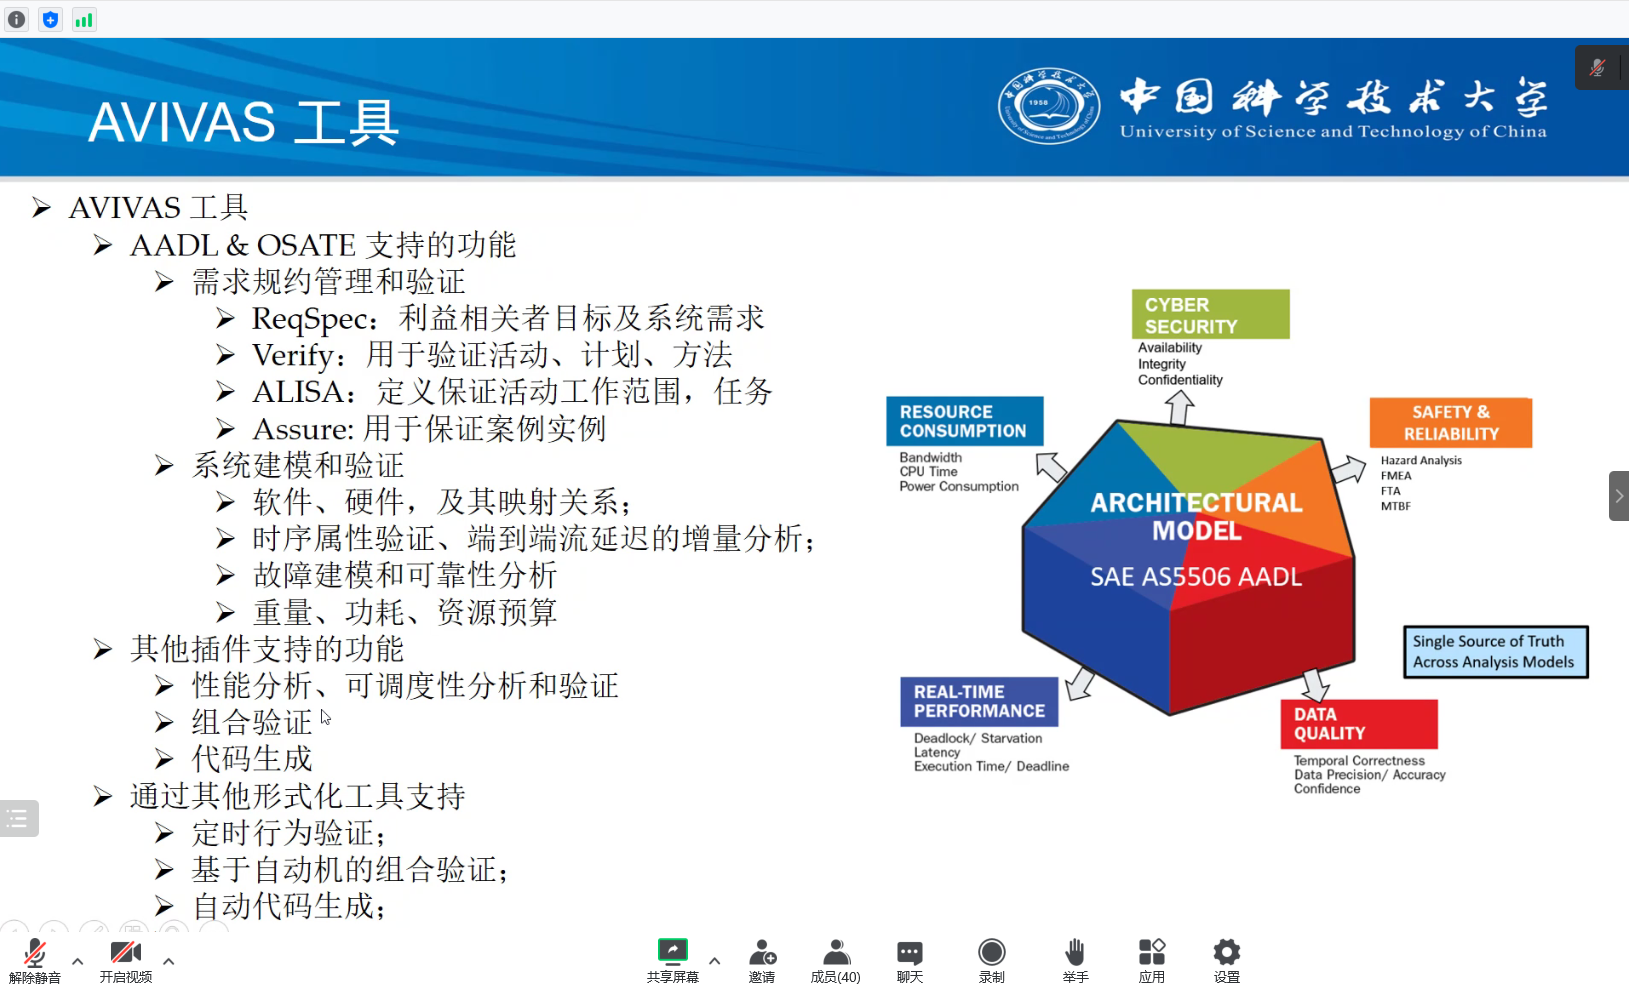 AVIVAS 工具
1958
中国科学技术大学
University of Science and Technology of China
AVIVAS 工具
AADL & OSATE 支持的功能
需求规约管理和验证
ReqSpec：利益相关者目标及系统需求
Verify：用于验证活动、计划、方法
ALISA：定义保证活动工作范围，任务
Assure: 用于保证案例实例
系统建模和验证
软件、硬件，及其映射关系；
时序属性验证、端到端流延迟的增量分析；
故障建模和可靠性分析
重量、功耗、资源预算
其他插件支持的功能
性能分析、可调度性分析和验证
组合验证
代码生成
通过其他形式化工具支持
定时行为验证；
基于自动机的组合验证；
自动代码生成；
CYBER
SECURITY
Availability
Integrity
Confidentiality
RESOURCE
CONSUMPTION
Bandwidth
CPU Time
Power Consumption
SAFETY &
RELIABILITY
Hazard Analysis
FMEA
FTA
MTBF
ARCHITECTURAL
MODEL
SAE AS5506 AADL
Single Source of Truth
Across Analysis Models
REAL-TIME
PERFORMANCE
Deadlock/ Starvation
Latency
Execution Time/ Deadline
DATA
QUALITY
Temporal Correctness
Data Precision/ Accuracy
Confidence
解除静音
开启视频
共享屏幕
邀请
成员(40)
聊天
录制
举手
应用
设置